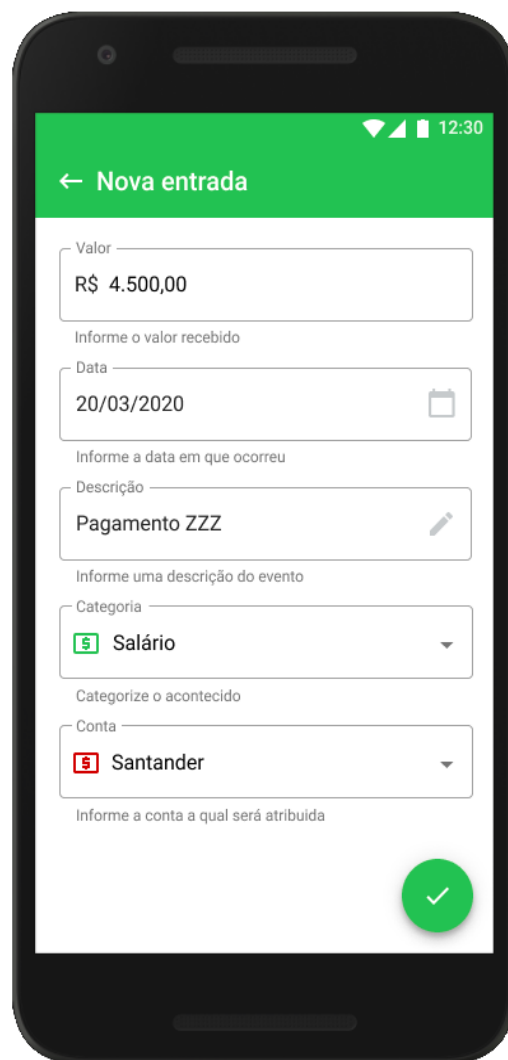 12:30
Nova entrada
Valor
R$ 4.500,00
Informe o valor recebido
Data
20/03/2020
Informe a data em que ocorreu
Descrição
Pagamento ZZZ
Informe uma descrição do evento
Categoria
$ Salário
Categorize o acontecido
Conta
$ Santander
Informe a conta a qual será atribuida